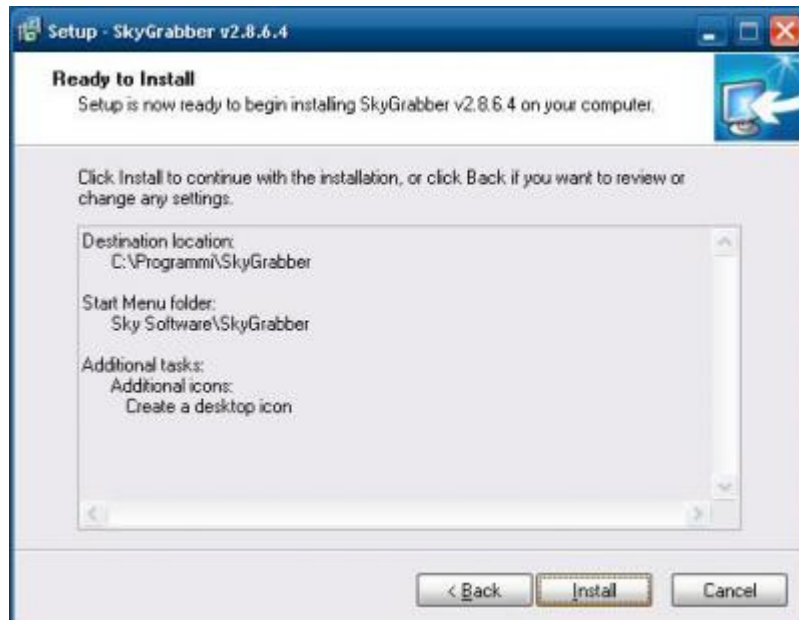 Setup - SkyGrabber v2.8.6.4
Ready to Install
Setup is now ready to begin installing SkyGrabber v2.8.6.4 on your computer.
Click Install to continue with the installation, or click Back if you want to review or
change any settings.
Destination location:
C:\Programmi\SkyGrabber
Start Menu folder:
Sky Software\SkyGrabber
Additional tasks:
Additional icons:
Create a desktop icon
< Back
Install
Cancel